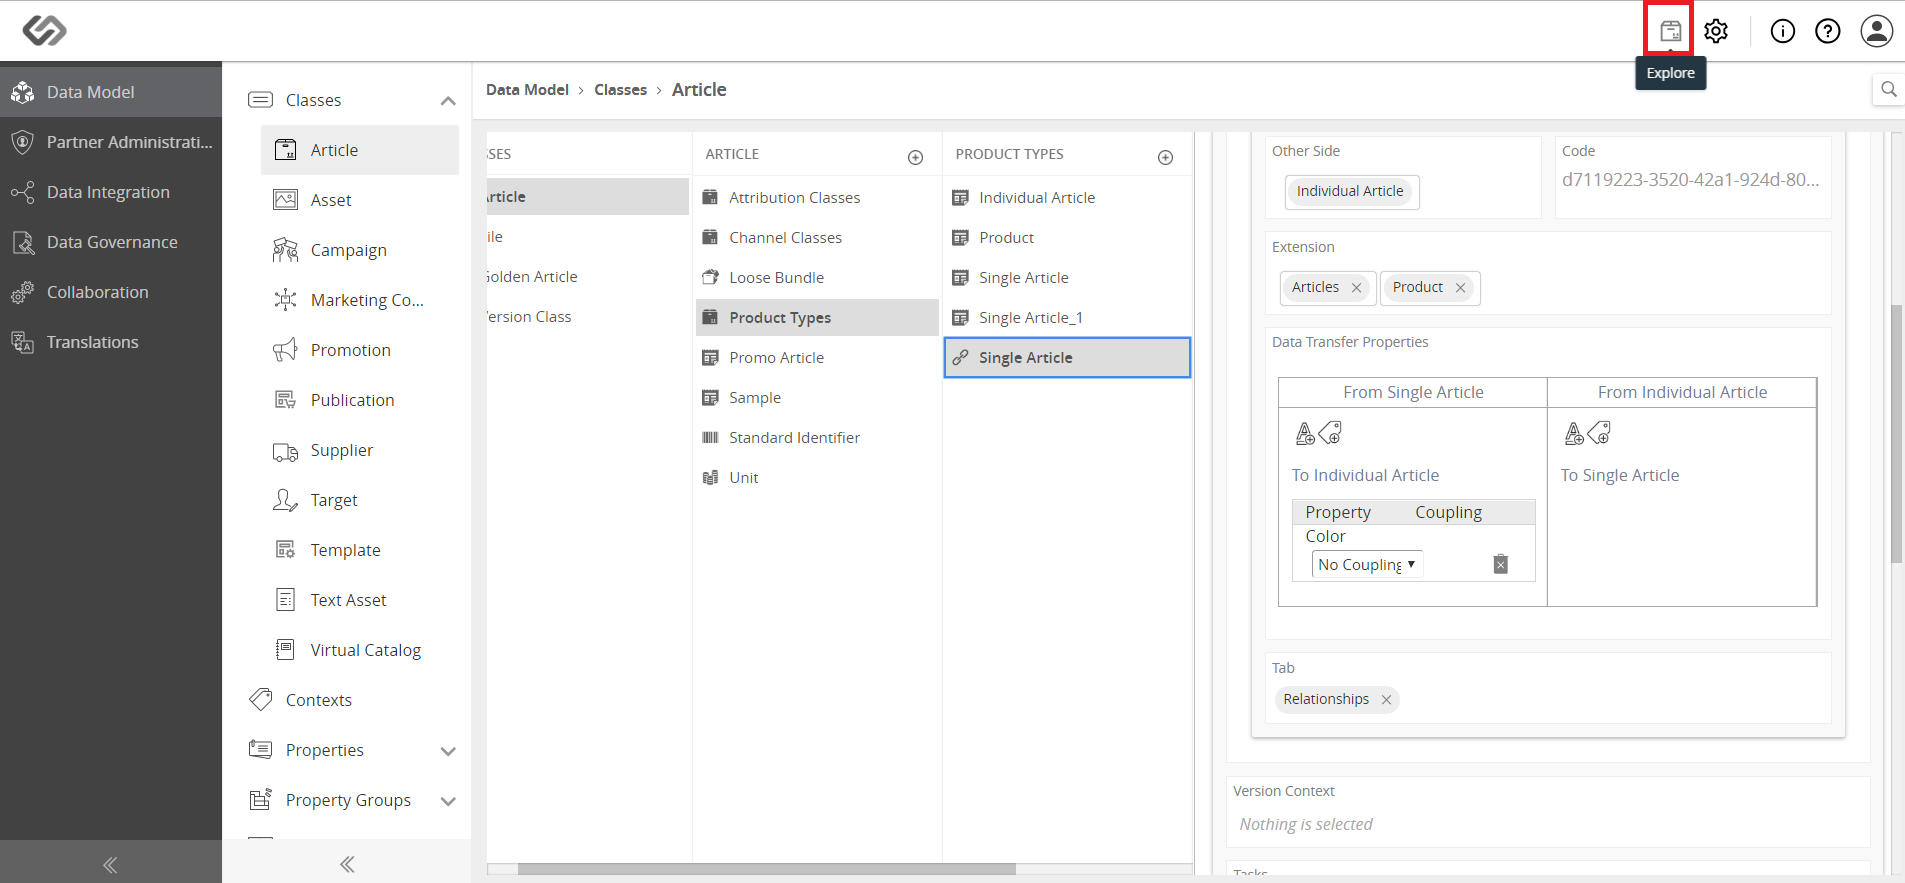 Explore
Data Model
Partner Administrati...
Data Integration
Data Governance
Collaboration
Translations
Classes
Article
Asset
Campaign
Marketing Co...
Promotion
Publication
Supplier
Target
Template
Text Asset
Virtual Catalog
Contexts
Properties
Property Groups
Data Model > Classes > Article
SSES
Article
ile
Golden Article
Version Class
ARTICLE
Attribution Classes
Channel Classes
Loose Bundle
Product Types
Promo Article
Sample
Standard Identifier
Unit
PRODUCT TYPES
Individual Article
Product
Single Article
Single Article_1
Single Article
Other Side
Individual Article
Code
d7119223-3520-42a1-924d-80...
Extension
Articles
Product
Data Transfer Properties
From Single Article
From Individual Article
To Individual Article
To Single Article
Property Coupling
Color
No Coupling
Tab
Relationships
Version Context
Nothing is selected
Tasks